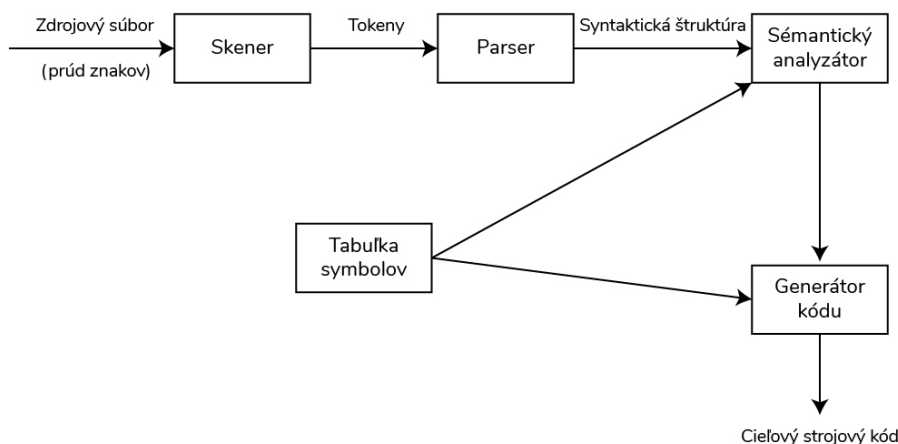 Zdrojový súbor
(prúd znakov)
Skener
Tokeny
Parser
Syntaktická štruktúra
Sémantický
analyzátor
Tabuľka
symbolov
Generátor
kódu
Cieľový strojový kód